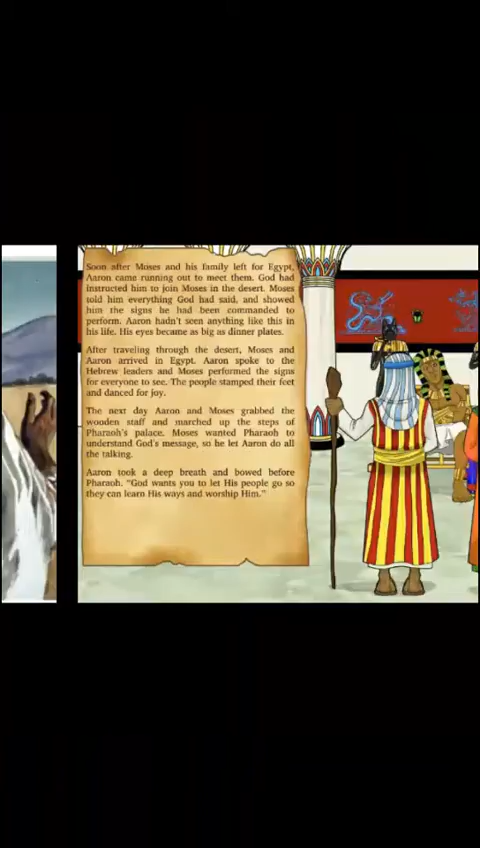 Soon after Moses and his family left for Egypt,
Aaron came running out to meet them. God had
instructed him to join Moses in the desert. Moses
told him everything God had said, and showed
him the signs he had been commanded to
perform. Aaron hadn't seen anything like this in
his life. His eyes became as big as dinner plates.
After traveling through the desert, Moses and
Aaron arrived in Egypt. Aaron spoke to the
Hebrew leaders and Moses performed the signs
for everyone to see. The people stamped their feet
and danced for joy.
The next day Aaron and Moses grabbed the
wooden staff and marched up the steps of
Pharaoh's palace. Moses wanted Pharaoh to
understand God's message, so he let Aaron do all
the talking.
Aaron took a deep breath and bowed before
Pharaoh. “God wants you to let His people go so
they can learn His ways and worship Him.”